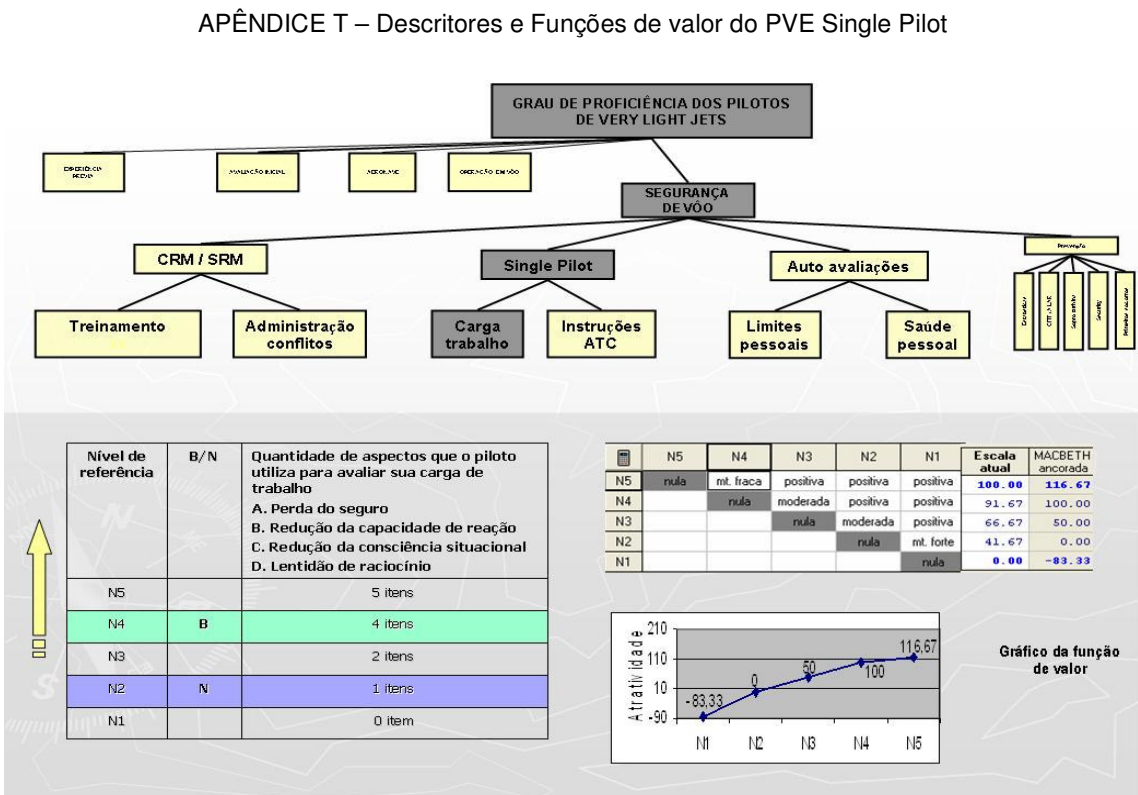 APÊNDICE T – Descritores e Funções de valor do PVE Single Pilot
GRAU DE PROFICIÊNCIA DOS PILOTOS
DE VERY LIGHT JETS
AVALIAÇÃO INICIAL
OPERAÇÃO EM VÔO
SEGURANÇA
DE VÔO
CRM / SRM
Single Pilot
Auto avaliações
Prevenção
Treinamento
Administração
conflitos
Carga
trabalho
Instruções
ATC
Limites
pessoais
Saúde
pessoal
Security
Nível de
referência
B/N
Quantidade de aspectos que o piloto
utiliza para avaliar sua carga de
trabalho
A. Perda do seguro
B. Redução da capacidade de reação
C. Redução da consciência situacional
D. Lentidão de raciocínio
N5 5 itens
N4 B 4 itens
N3 2 itens
N2 N 1 itens
N1 0 item
N5 N4 N3 N2 N1 Escala atual MACBETH ancorada
N5 nula mt. fraca positiva positiva positiva 100.00 116.67
N4 nula moderada positiva positiva 91.67 100.00
N3 nula moderada positiva 66.67 50.00
N2 nula mt. forte 41.67 0.00
N1 nula 0.00 -83.33
Atratividade
210
110
10
-90
-83,33
0
50
100
116,67
N1 N2 N3 N4 N5
Gráfico da função
de valor